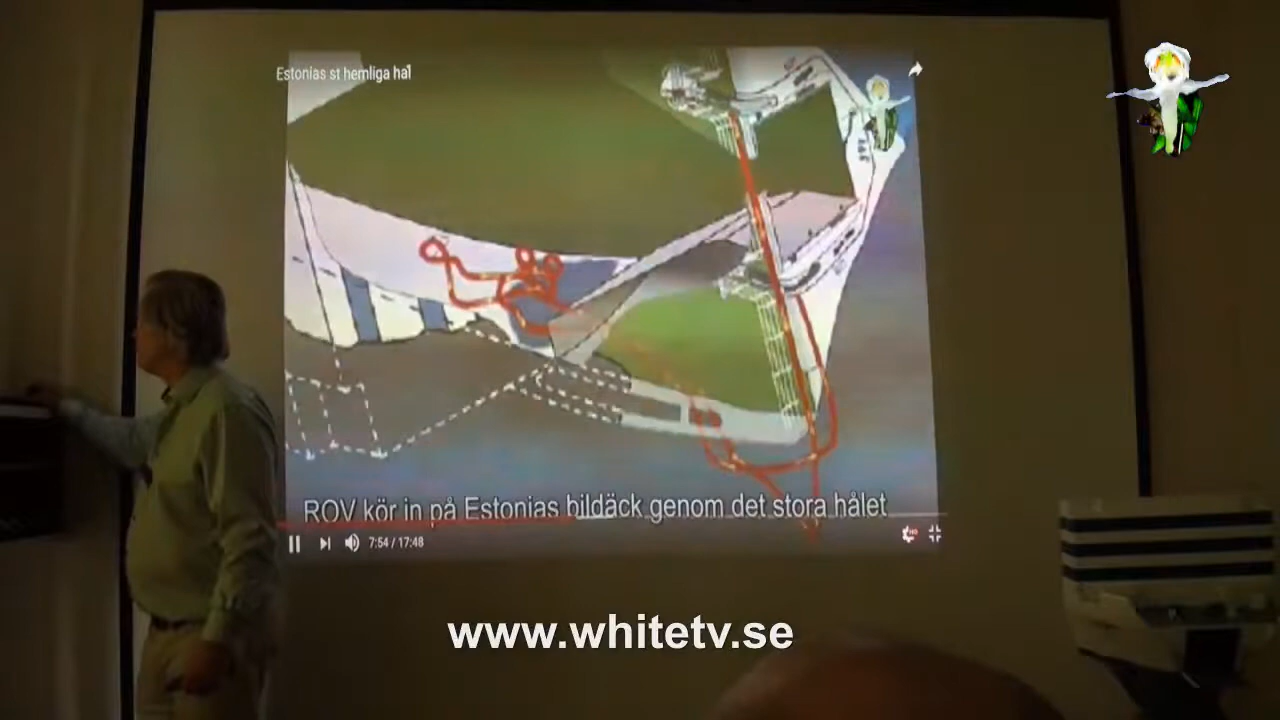 Estonias st hemliga hål
ROV kör in på Estonias bildäck genom det stora hålet
7:54 / 17:48
www.whitetv.se